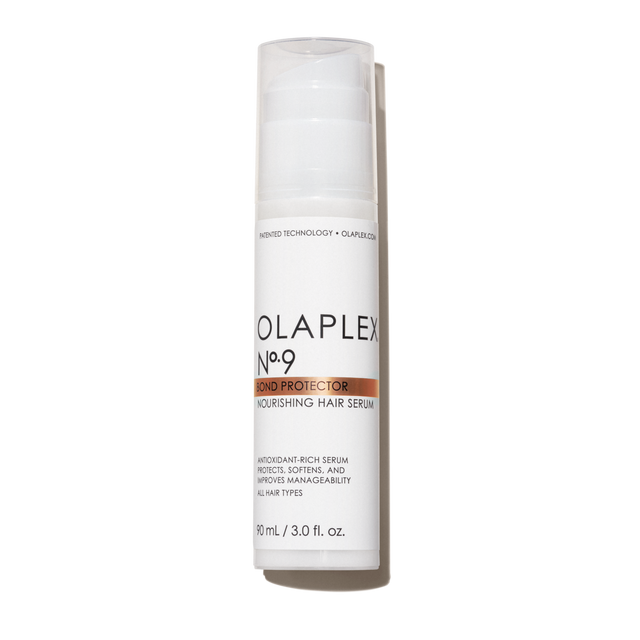 PATENTED TECHNOLOGY • OLAPLEX.COM
OLAPLEX
Nº.9
BOND PROTECTOR
NOURISHING HAIR SERUM
ANTIOXIDANT-RICH SERUM
PROTECTS, SOFTENS, AND
IMPROVES MANAGEABILITY
ALL HAIR TYPES
90 mL / 3.0 fl. oz.